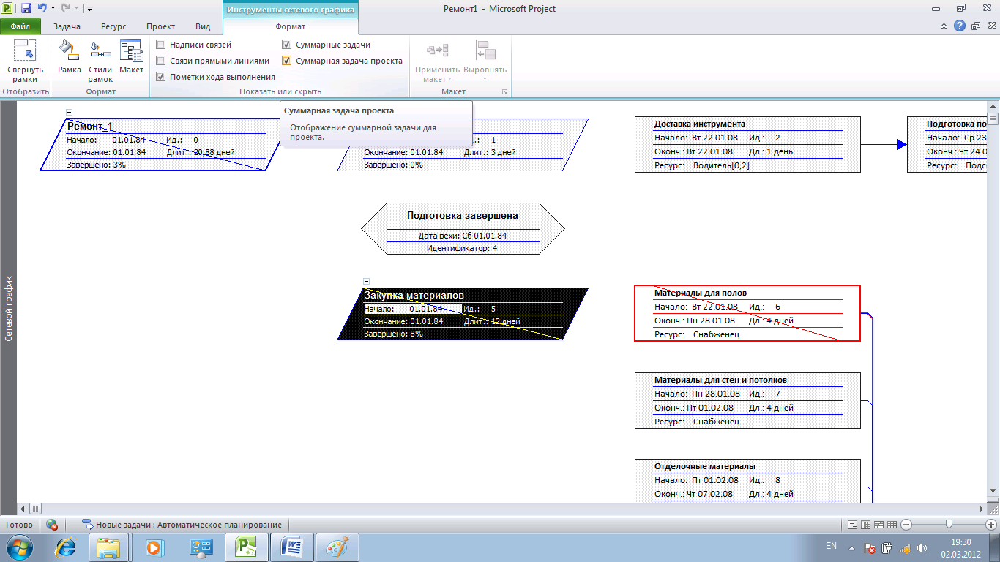 Инструменты сетевого графика
Ремонт1 - Microsoft Project
Файл Задача Ресурс Проект Вид Формат
Свернуть рамки
Рамка
Стили рамок
Макет
Надписи связей
Связи прямыми линиями
Пометки хода выполнения
Суммарные задачи
Суммарная задача проекта
Применить макет
Выровнять
Отобразить Формат Показать или скрыть Макет
Суммарная задача проекта
Отображение суммарной задачи для
проекта.
Сетевой график
Ремонт_1
Начало: 01.01.84 Ид.: 0
Окончание: 01.01.84 Длит.: 20,88 дней
Завершено: 3%
1
Окончание: 01.01.84 Длит.: 3 дней
Завершено: 0%
Доставка инструмента
Начало: Вт 22.01.08 Ид.: 2
Оконч.: Вт 22.01.08 Дл.: 1 день
Ресурс: Водитель[0,2]
Подготовка по
Начало: Ср 23
Оконч.: Чт 24.0
Ресурс: Подс
Подготовка завершена
Дата вехи: Сб 01.01.84
Идентификатор: 4
Закупка материалов
Начало: 01.01.84 Ид.: 5
Окончание: 01.01.84 Длит.: 12 дней
Завершено: 8%
Материалы для полов
Начало: Вт 22.01.08 Ид.: 6
Оконч.: Пн 28.01.08 Дл.: 4 дней
Ресурс: Снабженец
Материалы для стен и потолков
Начало: Пн 28.01.08 Ид.: 7
Оконч.: Пт 01.02.08 Дл.: 4 дней
Ресурс: Снабженец
Отделочные материалы
Начало: Пт 01.02.08 Ид.: 8
Оконч.: Чт 07.02.08 Дл.: 4 дней
Готово Новые задачи : Автоматическое планирование
EN
19:30
02.03.2012